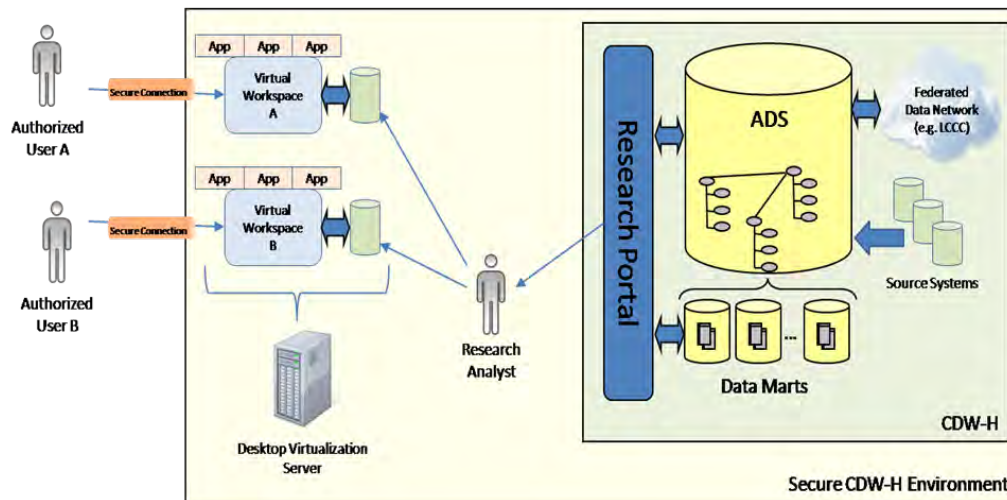 App App App
Secure Connection
Virtual
Workspace
A
Authorized
User A
App App App
Secure Connection
Virtual
Workspace
B
Authorized
User B
Desktop Virtualization
Server
Research
Analyst
Research Portal
ADS
Federated
Data Network
(e.g. LCCC)
Source Systems
...
Data Marts
CDW-H
Secure CDW-H Environment